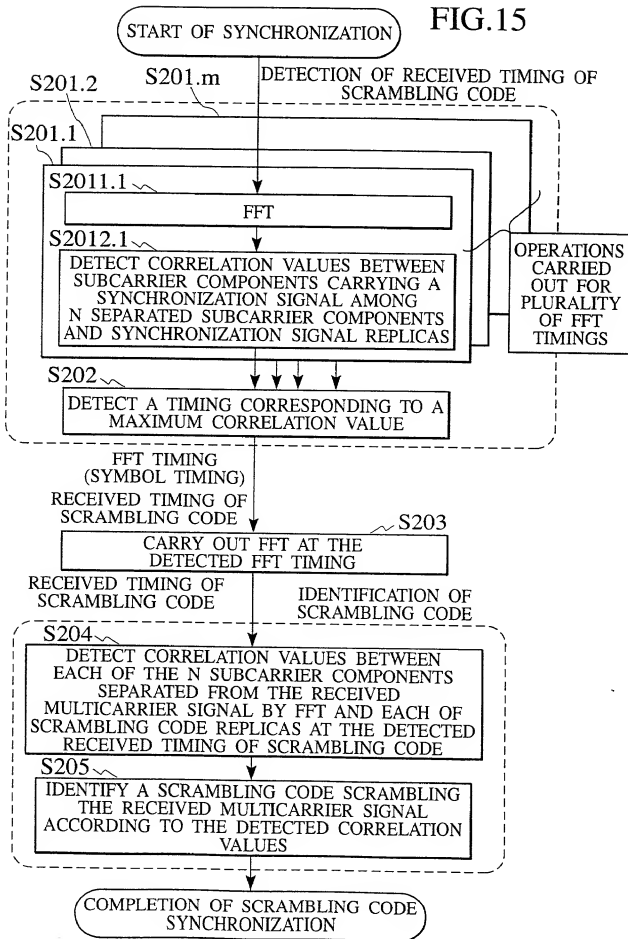 FIG.15
START OF SYNCHRONIZATION
S201.m
DETECTION OF RECEIVED TIMING OF
SCRAMBLING CODE
S201.2
S201.1
S2011.1
FFT
S2012.1
DETECT CORRELATION VALUES BETWEEN
SUBCARRIER COMPONENTS CARRYING A
SYNCHRONIZATION SIGNAL AMONG
N SEPARATED SUBCARRIER COMPONENTS
AND SYNCHRONIZATION SIGNAL REPLICAS
OPERATIONS
CARRIED
OUT FOR
PLURALITY
OF FFT
TIMINGS
S202
DETECT A TIMING CORRESPONDING TO A
MAXIMUM CORRELATION VALUE
FFT TIMING
(SYMBOL TIMING)
RECEIVED TIMING OF
SCRAMBLING CODE
S203
CARRY OUT FFT AT THE
DETECTED FFT TIMING
RECEIVED TIMING OF
SCRAMBLING CODE
IDENTIFICATION OF
SCRAMBLING CODE
S204
DETECT CORRELATION VALUES BETWEEN
EACH OF THE N SUBCARRIER COMPONENTS
SEPARATED FROM THE RECEIVED
MULTICARRIER SIGNAL BY FFT AND EACH OF
SCRAMBLING CODE REPLICAS AT THE DETECTED
RECEIVED TIMING OF SCRAMBLING CODE
S205
IDENTIFY A SCRAMBLING CODE SCRAMBLING
THE RECEIVED MULTICARRIER SIGNAL
ACCORDING TO THE DETECTED CORRELATION
VALUES
COMPLETION OF SCRAMBLING CODE
SYNCHRONIZATION